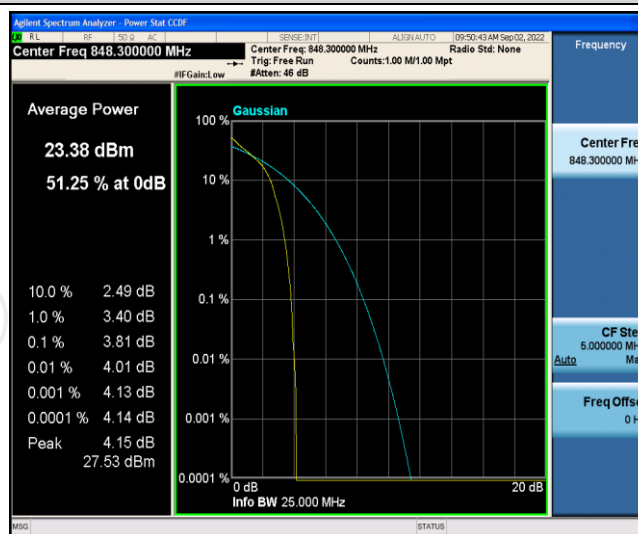 Agilent Spectrum Analyzer - Power Stat CCDF
RL RF 50 Ω AC SENSE:INT ALIGN AUTO 09:50:43 AM Sep 02, 2022
Center Freq 848.300000 MHz
Center Freq: 848.300000 MHz Radio Std: None
Trig: Free Run Counts:1.00 M/1.00 Mpt
#IFGain:Low #Atten: 46 dB
Frequency
Average Power
23.38 dBm
51.25 % at 0dB
10.0 % 2.49 dB
1.0 % 3.40 dB
0.1 % 3.81 dB
0.01 % 4.01 dB
0.001 % 4.13 dB
0.0001 % 4.14 dB
Peak 4.15 dB
27.53 dBm
Gaussian
100 %
10 %
1 %
0.1 %
0.01 %
0.001 %
0.0001 %
0 dB 20 dB
Info BW 25.000 MHz
Center Fre
848.300000 MH
CF Ste
5.000000 MH
Auto Ma
Freq Offs
0 H
MSG STATUS